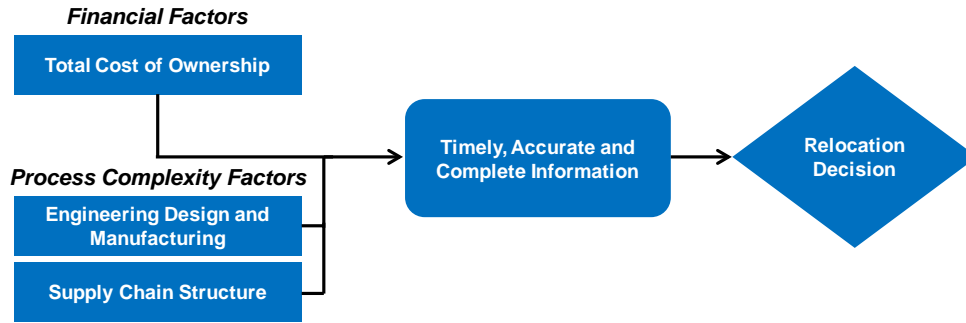 Financial Factors
Total Cost of Ownership
Timely, Accurate and
Complete Information
Relocation
Decision
Process Complexity Factors
Engineering Design and
Manufacturing
Supply Chain Structure